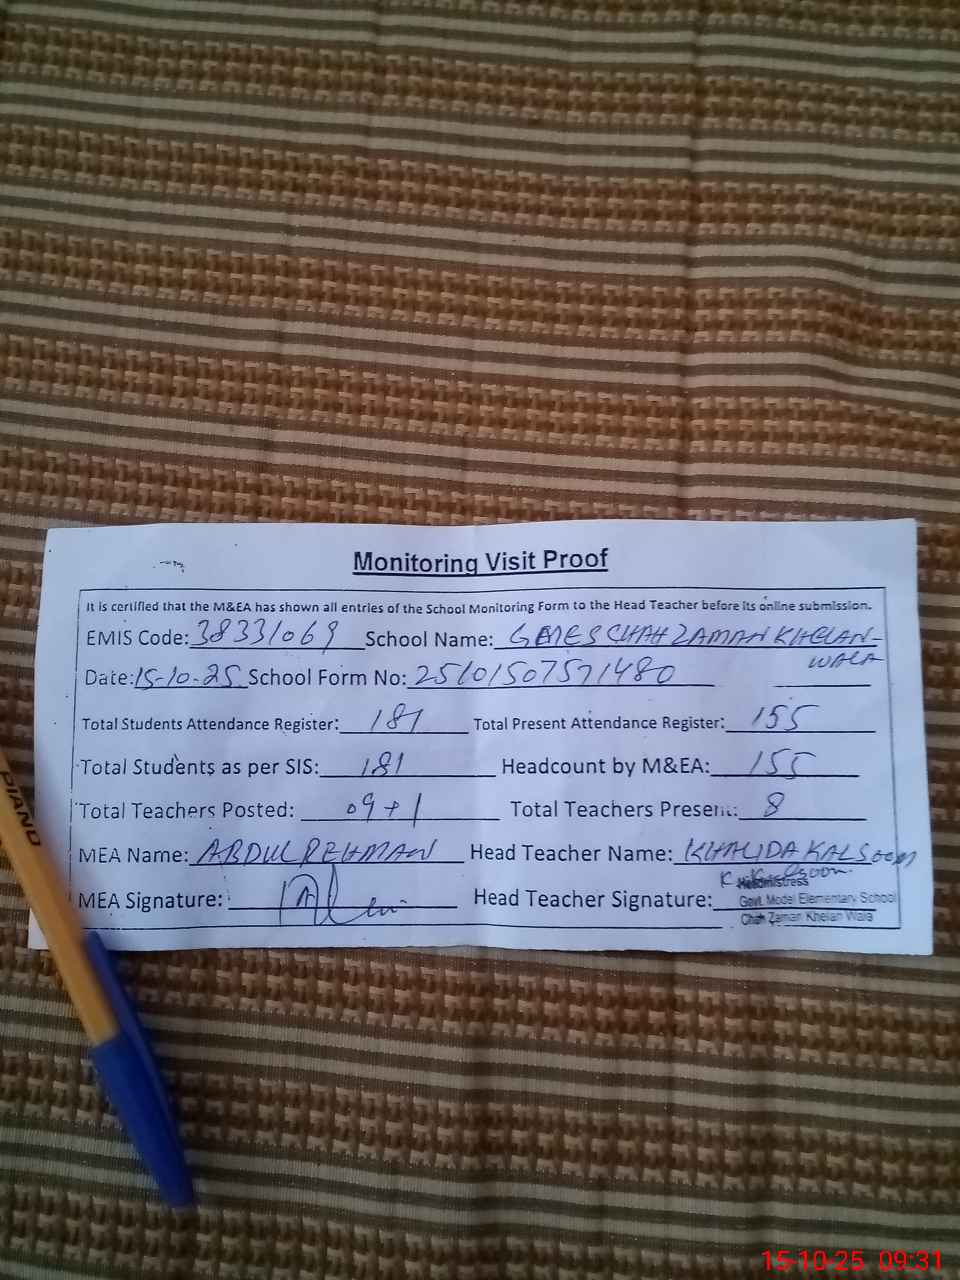 Monitoring Visit Proof
It is certified that the M&EA has shown all entries of the School Monitoring Form to the Head Teacher before its online submission.
EMIS Code: 38331069 School Name: GMES CHAH ZAMAN KHELAN-
WALA
Date: 15-10-25 School Form No: 25101507571480
Total Students Attendance Register: 181 Total Present Attendance Register: 155
Total Students as per SIS: 181 Headcount by M&EA: 155
Total Teachers Posted: 09+1 Total Teachers Present: 8
MEA Name: ABDUL REHMAN Head Teacher Name: KHALIDA KALSOOM
MEA Signature: Head Teacher Signature: K. Kalsoom
Headmistress
Govt. Model Elementary School
Chah Zaman Khelan Wala
PIANO
15-10-25 09:31